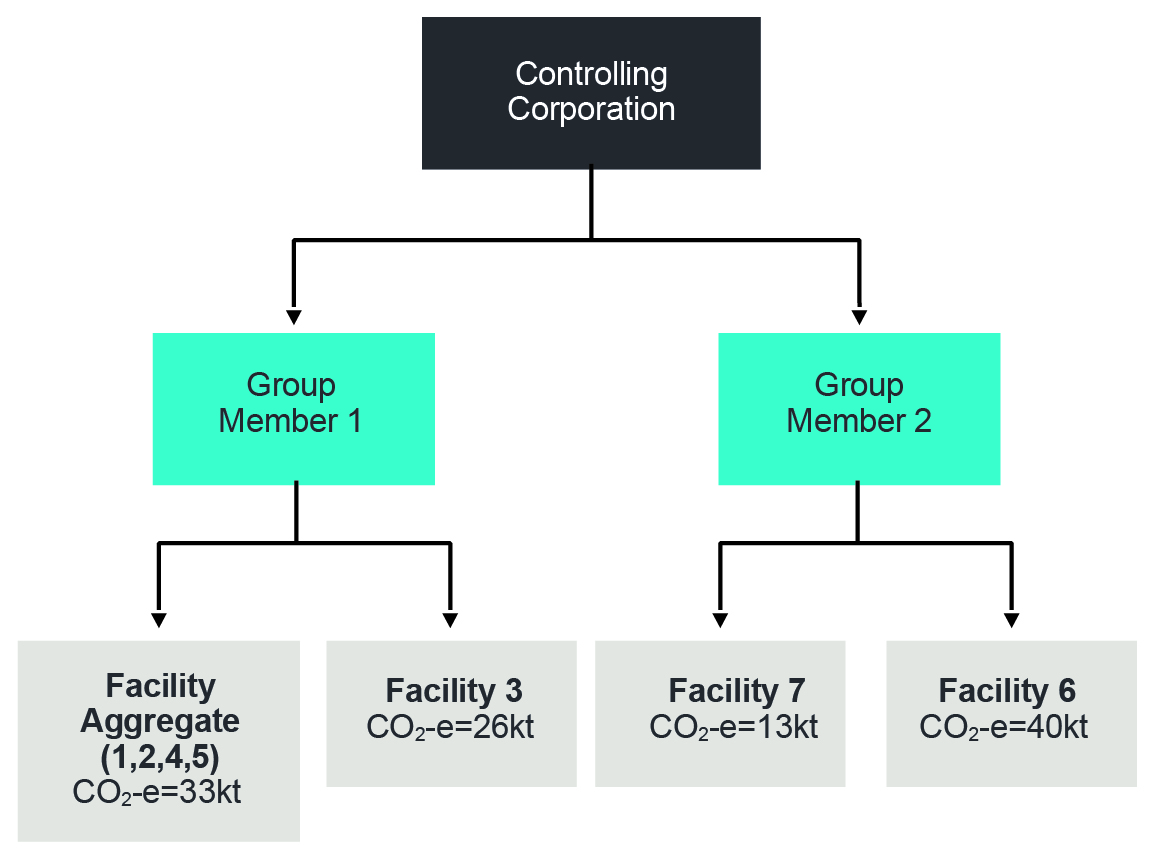 Controlling
Corporation
Group
Member 1
Group
Member 2
Facility
Aggregate
(1,2,4,5)
CO₂-e=33kt
Facility 3
CO₂-e=26kt
Facility 7
CO₂-e=13kt
Facility 6
CO₂-e=40kt